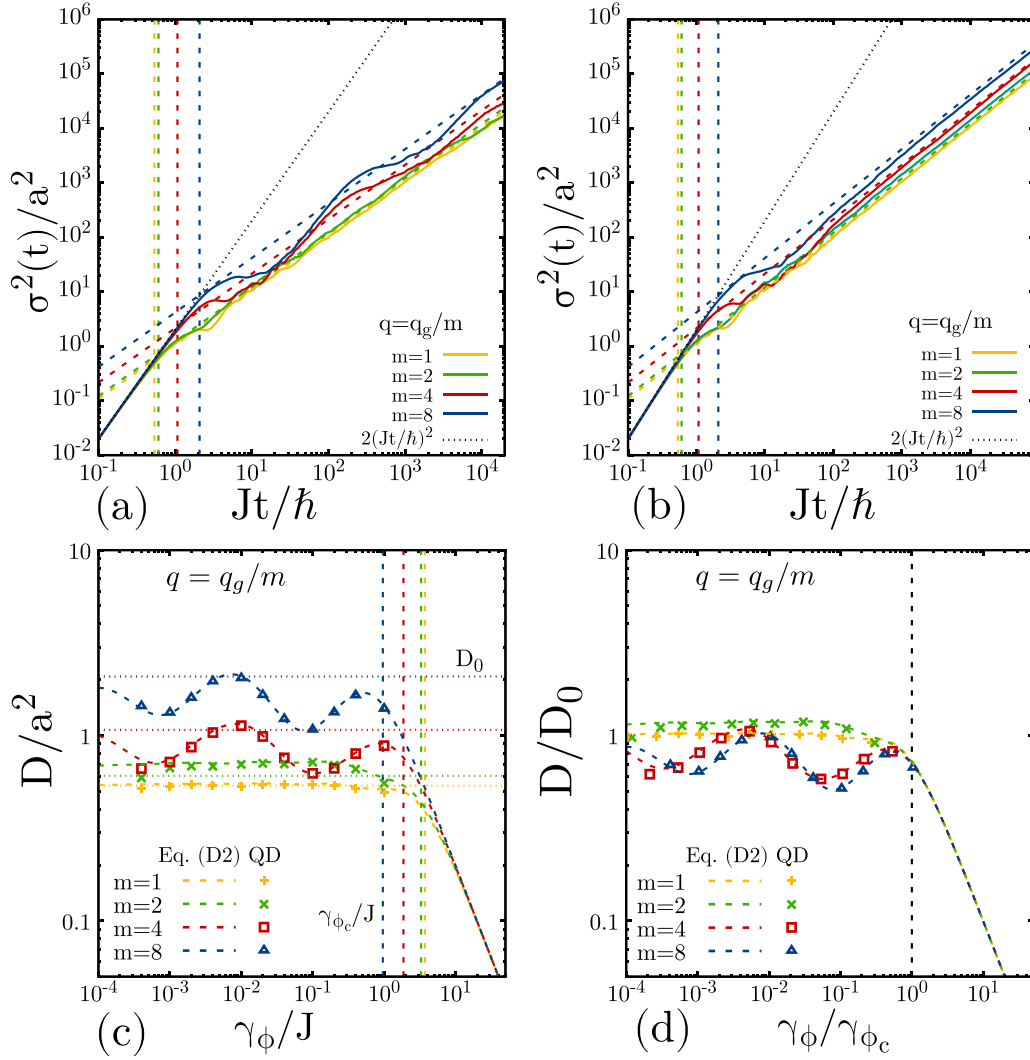 10^6
10^5
10^4
10^3
10^2
10^1
10^0
10^-1
10^-2
σ^2(t)/a^2
q=q_g/m
m=1
m=2
m=4
m=8
2(Jt/ħ)^2
10^-1 10^0 10^1 10^2 10^3 10^4
(a) Jt/ħ
10^6
10^5
10^4
10^3
10^2
10^1
10^0
10^-1
10^-2
σ^2(t)/a^2
q=q_g/m
m=1
m=2
m=4
m=8
2(Jt/ħ)^2
10^-1 10^0 10^1 10^2 10^3 10^4
(b) Jt/ħ
10
1
0.1
D/a^2
q = q_g/m
D_0
Eq. (D2) QD
m=1
m=2
m=4
m=8
γ_ϕ_c/J
10^-4 10^-3 10^-2 10^-1 10^0 10^1
(c) γ_ϕ/J
10
1
0.1
D/D_0
q = q_g/m
Eq. (D2) QD
m=1
m=2
m=4
m=8
10^-4 10^-3 10^-2 10^-1 10^0 10^1
(d) γ_ϕ/γ_ϕ_c